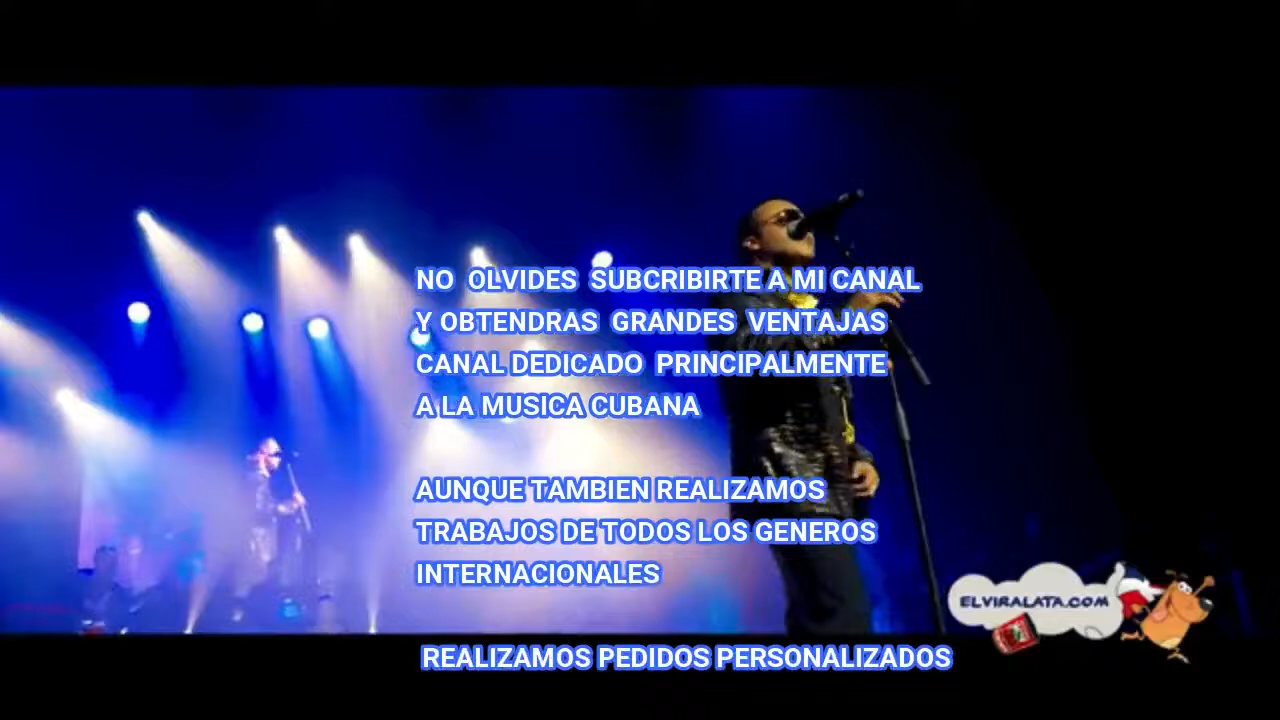 NO OLVIDES SUBCRIBIRTE A MI CANAL
Y OBTENDRAS GRANDES VENTAJAS
CANAL DEDICADO PRINCIPALMENTE
A LA MUSICA CUBANA
AUNQUE TAMBIEN REALIZAMOS
TRABAJOS DE TODOS LOS GENEROS
INTERNACIONALES
ELVIRALATA.COM
REALIZAMOS PEDIDOS PERSONALIZADOS